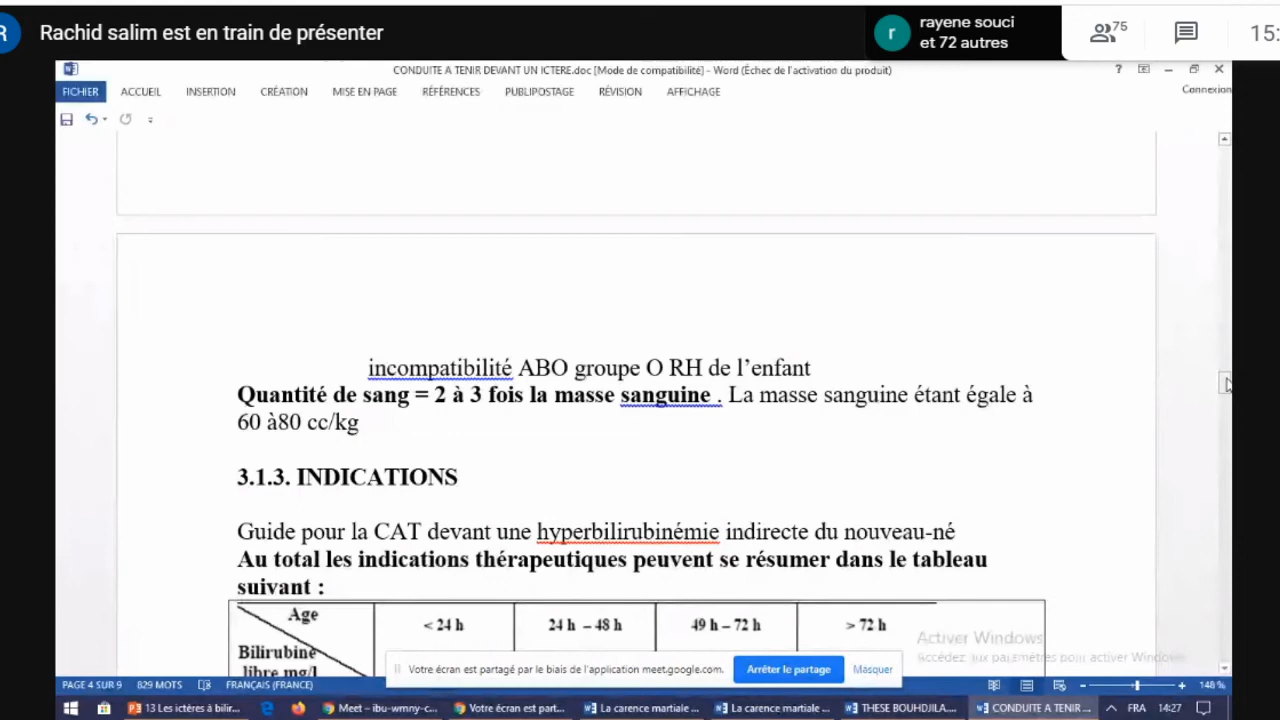 R
Rachid salim est en train de présenter
r
rayene souci
et 72 autres
75
15:
CONDUITE A TENIR DEVANT UN ICTERE.doc [Mode de compatibilité] - Word (Échec de l'activation du produit)
?
FICHIER ACCUEIL INSERTION CRÉATION MISE EN PAGE RÉFÉRENCES PUBLIPOSTAGE RÉVISION AFFICHAGE
Connexion
incompatibilité ABO groupe O RH de l’enfant
Quantité de sang = 2 à 3 fois la masse sanguine . La masse sanguine étant égale à
60 à80 cc/kg
3.1.3. INDICATIONS
Guide pour la CAT devant une hyperbilirubinémie indirecte du nouveau-né
Au total les indications thérapeutiques peuvent se résumer dans le tableau
suivant :
Age
Bilirubine
libre mg/l
< 24 h 24 h – 48 h 49 h – 72 h > 72 h
Activer Windows
Accédez aux paramètres pour activer Windows
Votre écran est partagé par le biais de l'application meet.google.com. Arrêter le partage Masquer
PAGE 4 SUR 9 829 MOTS FRANÇAIS (FRANCE) 148 %
13 Les ictères à bilir... Meet – ibu-wmny-c... Votre écran est part... La carence martiale ... La carence martiale ... THESE BOUHDJILA.... CONDUITE A TENIR ... FRA 14:27